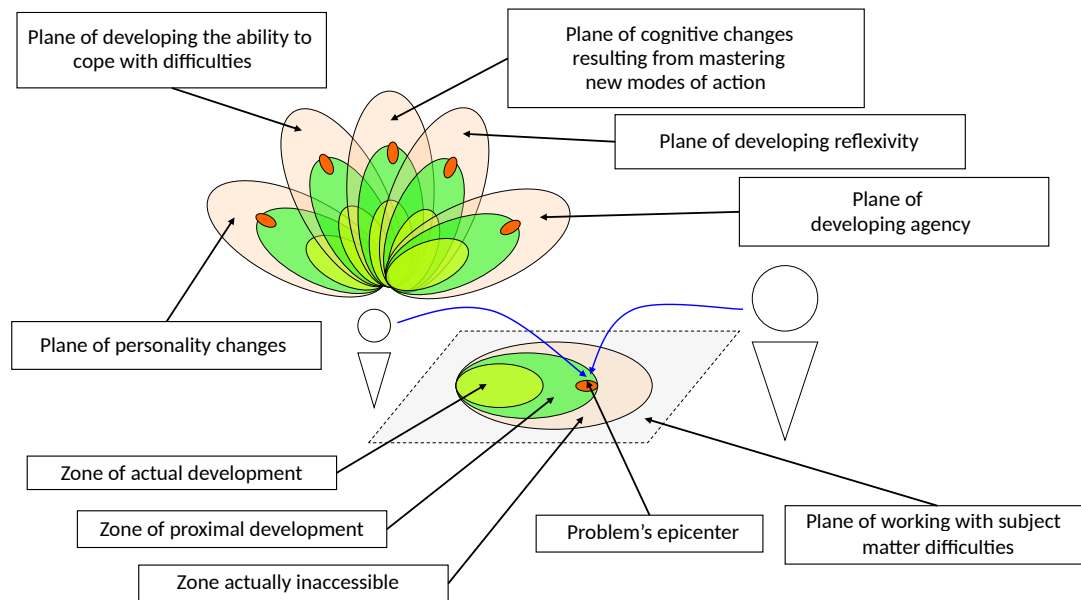 Plane of developing the ability to
cope with difficulties
Plane of cognitive changes
resulting from mastering
new modes of action
Plane of developing reflexivity
Plane of
developing agency
Plane of personality changes
Zone of actual development
Zone of proximal development
Zone actually inaccessible
Problem's epicenter
Plane of working with subject
matter difficulties